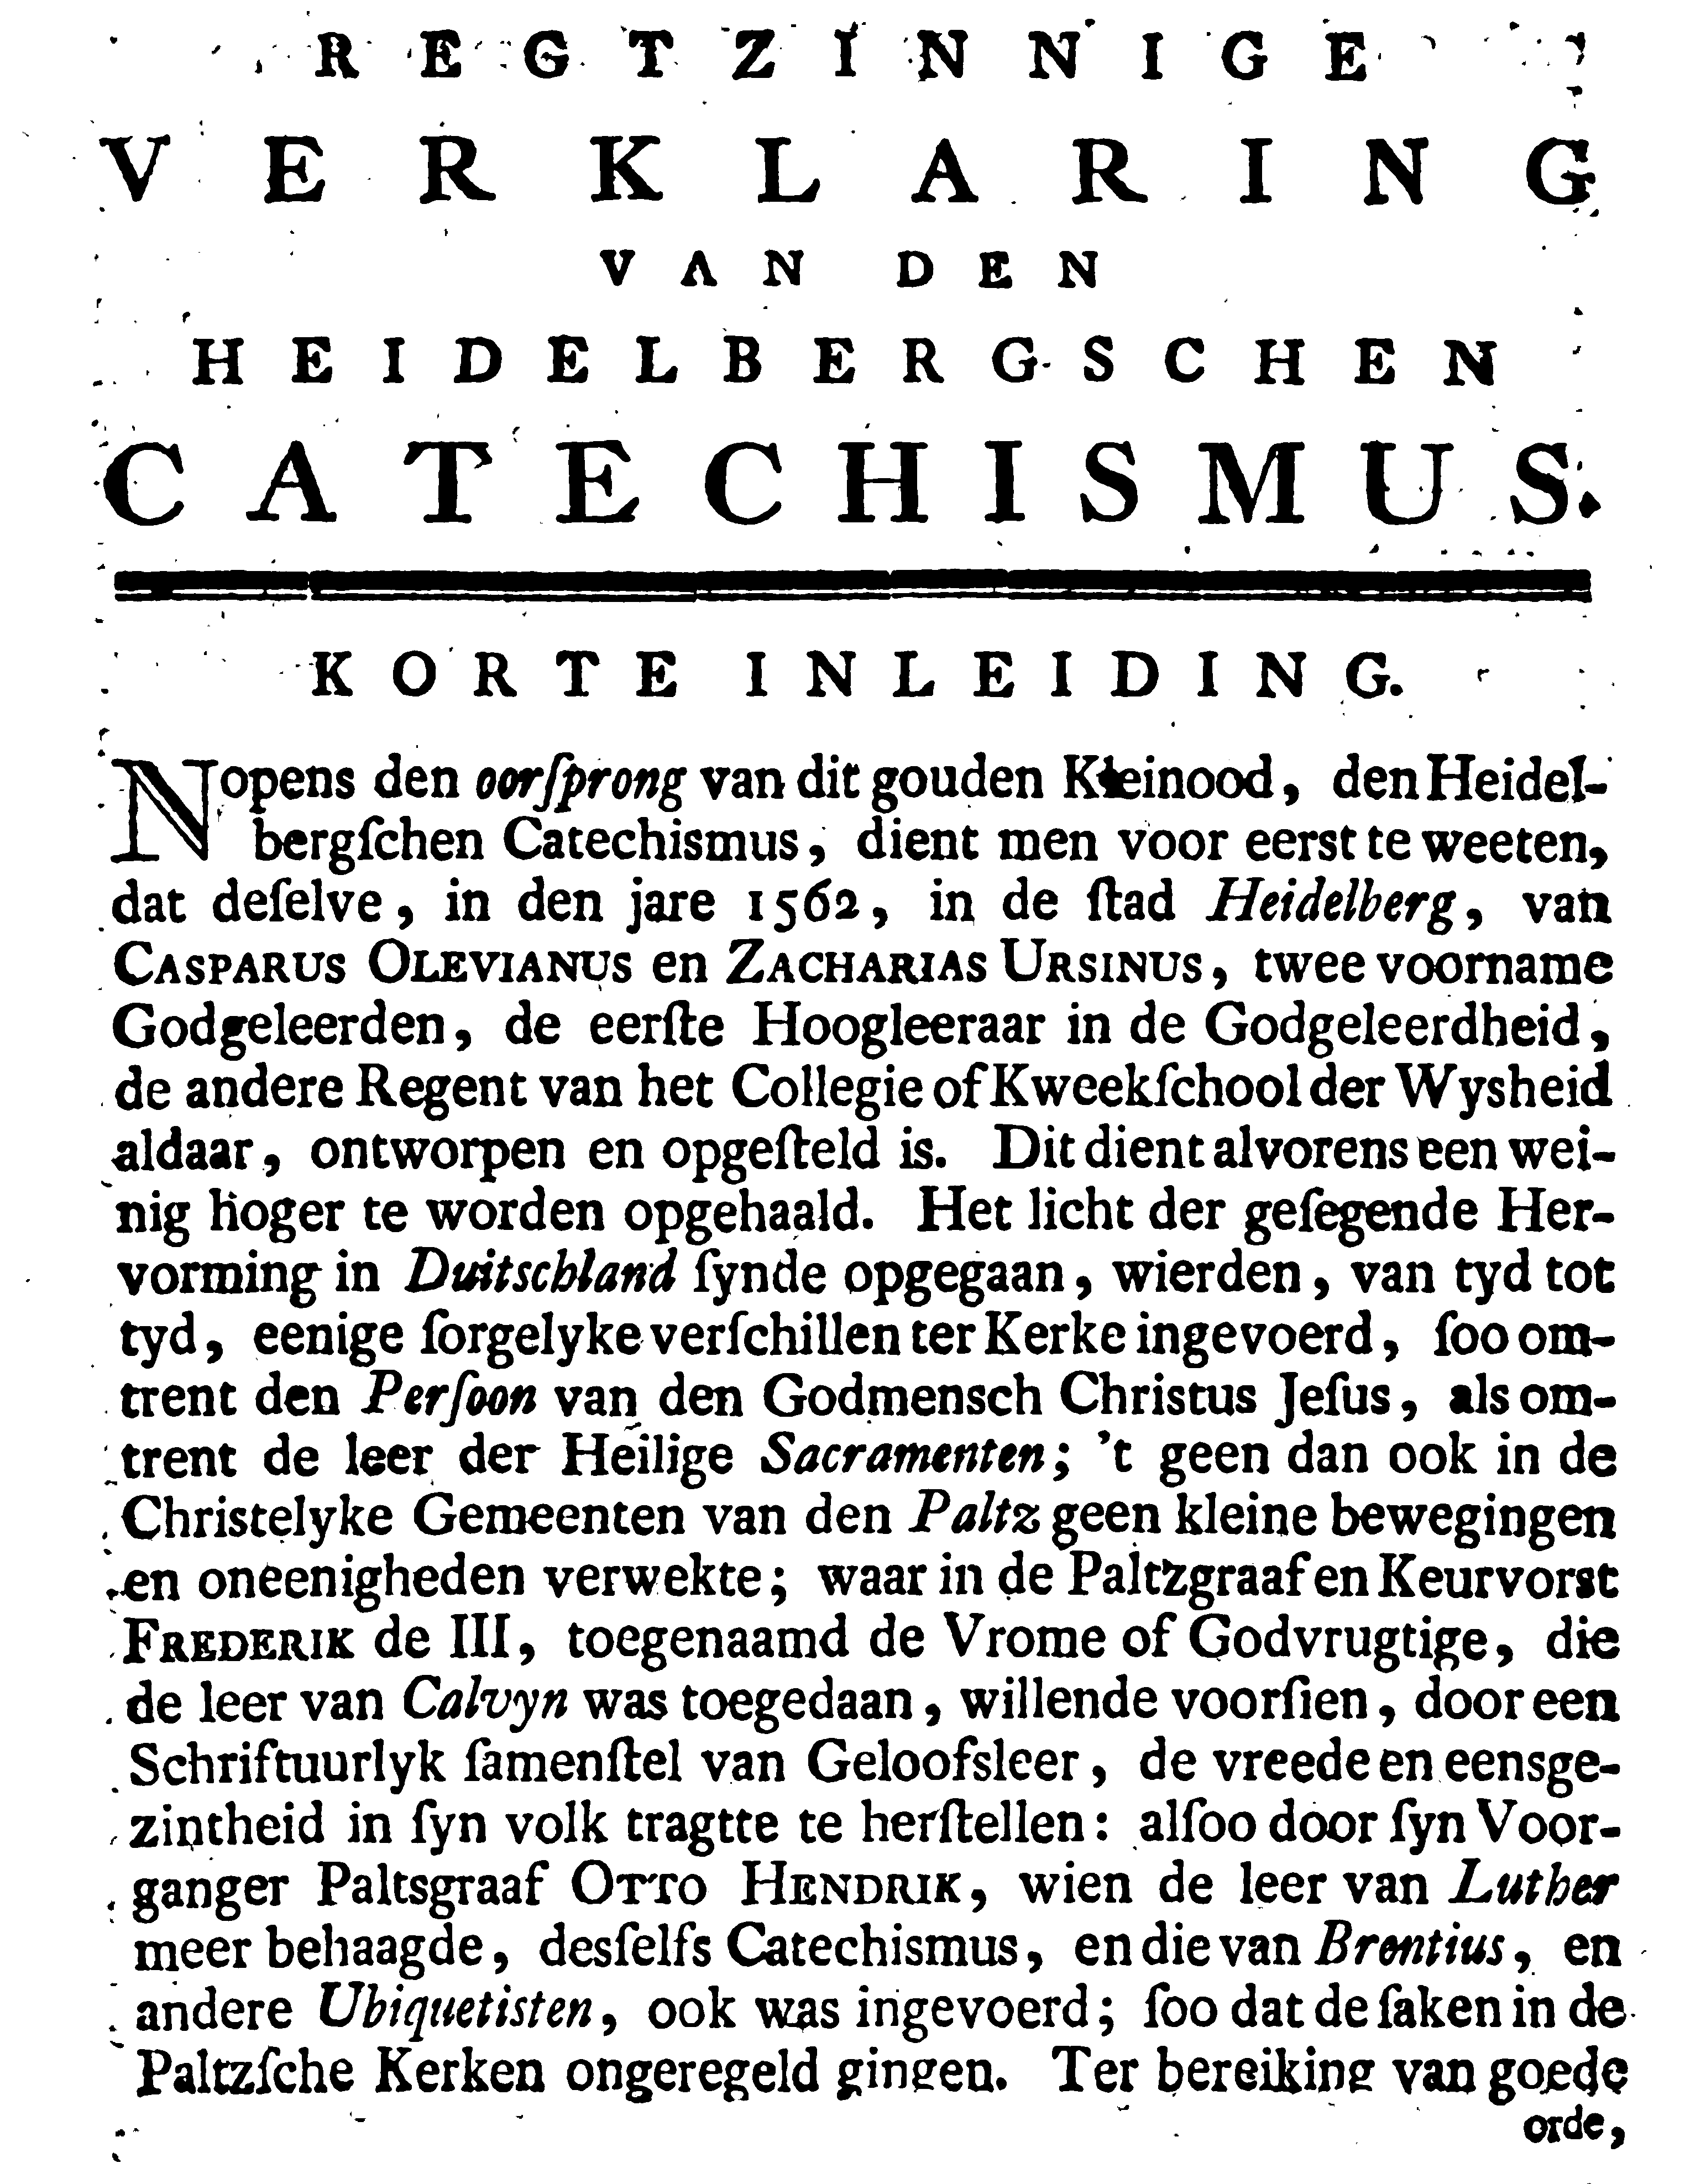 REGTZINNIGE
VERKLARING
VAN DEN
HEIDELBERGSCHEN
CATECHISMUS.
KORTE INLEIDING.
Nopens den oorſprong van dit gouden Kleinood, den Heidel-
bergſchen Catechismus, dient men voor eerst te weeten,
dat deſelve, in den jare 1562, in de ſtad Heidelberg, van
CASPARUS OLEVIANUS en ZACHARIAS URSINUS, twee voorname
Godgeleerden, de eerſte Hoogleeraar in de Godgeleerdheid,
de andere Regent van het Collegie of Kweekſchool der Wysheid
aldaar, ontworpen en opgeſteld is. Dit dient alvorens een wei-
nig hoger te worden opgehaald. Het licht der geſegende Her-
vorming in Duitschland ſynde opgegaan, wierden, van tyd tot
tyd, eenige ſorgelyke verſchillen ter Kerke ingevoerd, ſoo om-
trent den Perſoon van den Godmensch Christus Jeſus, als om-
trent de leer der Heilige Sacramenten; 't geen dan ook in de
Christelyke Gemeenten van den Paltz geen kleine bewegingen
en oneenigheden verwekte; waar in de Paltzgraaf en Keurvorst
FREDERIK de III, toegenaamd de Vrome of Godvrugtige, die
de leer van Calvyn was toegedaan, willende voorſien, door een
Schriftuurlyk ſamenſtel van Geloofsleer, de vreede en eensge-
zintheid in ſyn volk tragtte te herſtellen: alſoo door ſyn Voor-
ganger Paltsgraaf OTTO HENDRIK, wien de leer van Luther
meer behaagde, desſelfs Catechismus, en die van Brentius, en
andere Ubiquetisten, ook was ingevoerd; ſoo dat de ſaken in de
Paltzſche Kerken ongeregeld gingen. Ter bereiking van goede
orde,